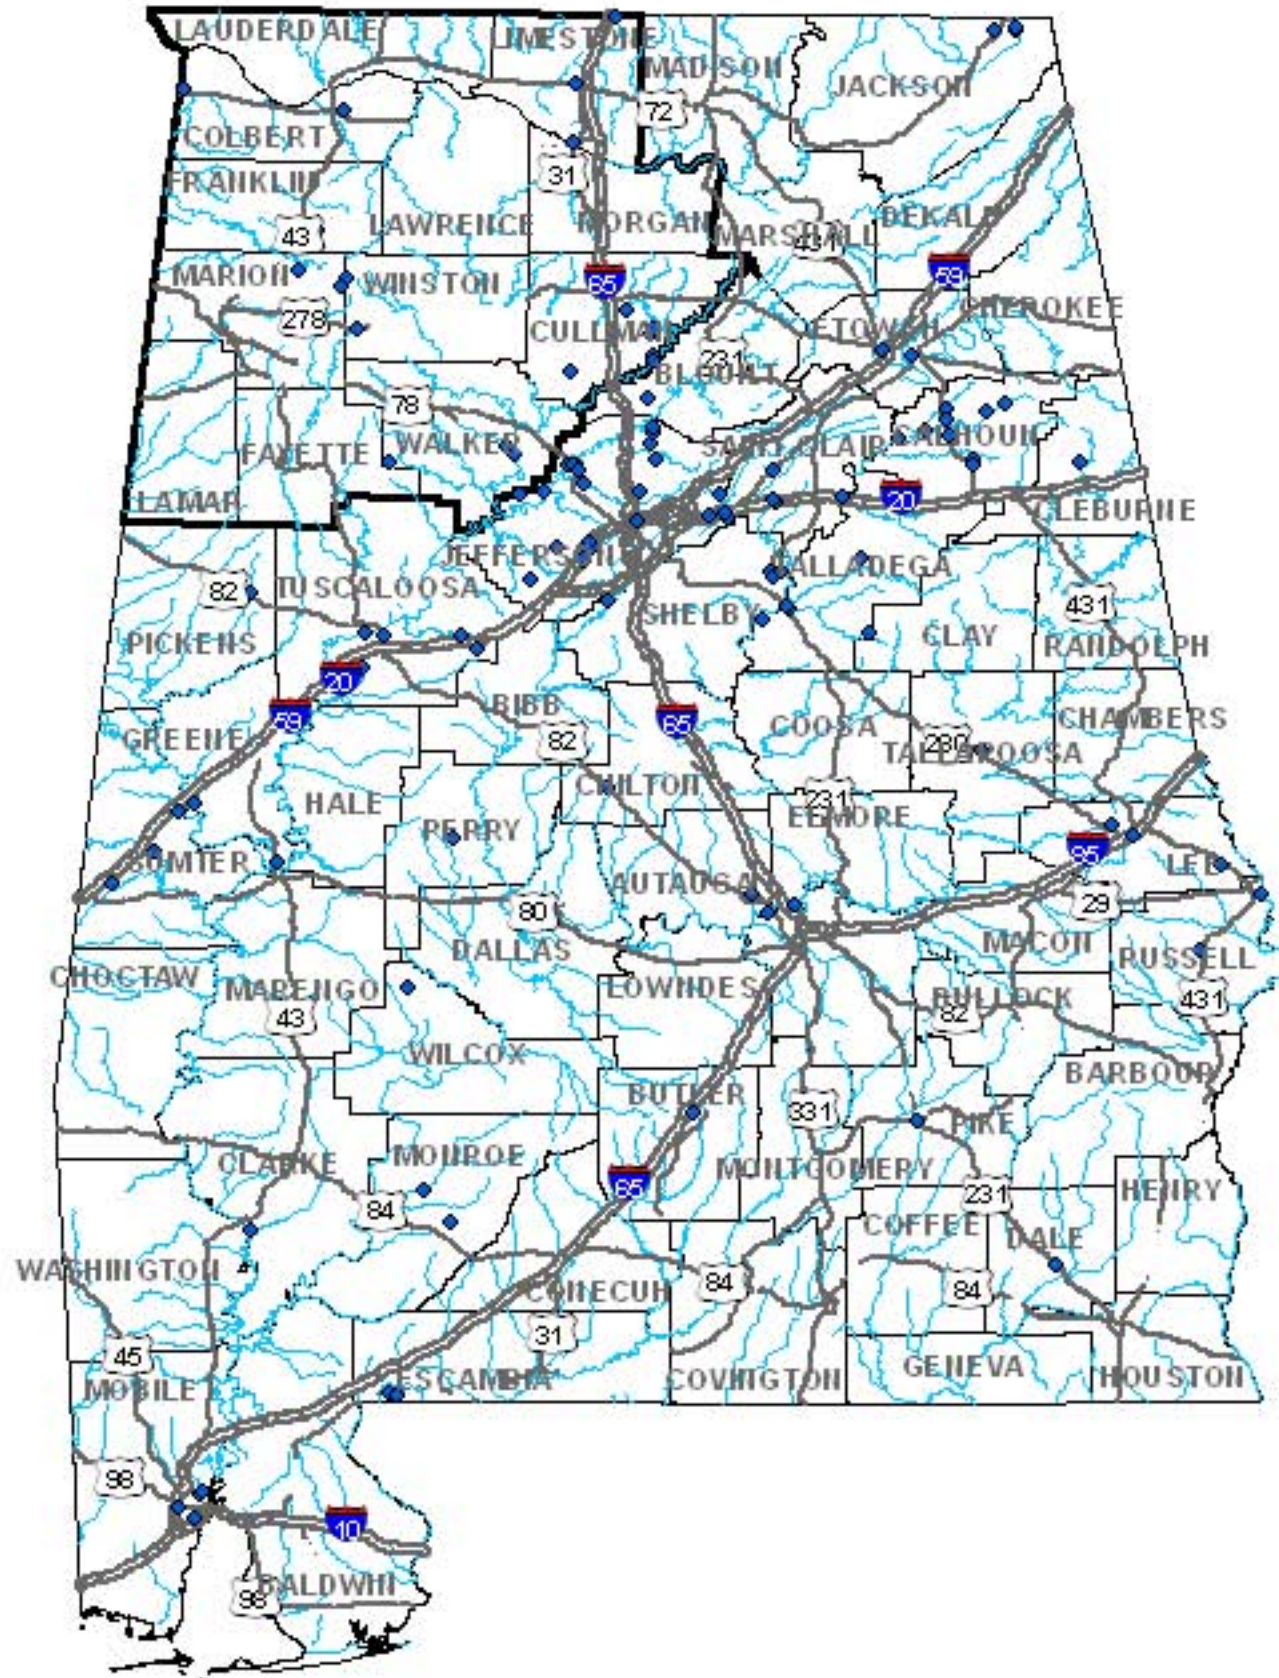 LAUDERDALE
LIMESTONE
MADISON
JACKSON
72
COLBERT
31
FRANKLIN
LAWRENCE
MORGAN
MARSHALL
431
DEKALB
43
MARION
WINSTON
65
59
CHEROKEE
278
CULLMAN
ETOWAH
231
BLOUNT
78
FAYETTE
WALKER
SAINT CLAIR
CALHOUN
LAMAR
20
CLEBURNE
JEFFERSON
TALLADEGA
82
TUSCALOOSA
SHELBY
431
PICKENS
CLAY
RANDOLPH
20
59
BIBB
65
COOSA
CHAMBERS
GREENE
82
280
TALLAPOOSA
HALE
CHILTON
231
ELMORE
PERRY
85
SUMTER
LEE
AUTAUGA
80
29
DALLAS
MACON
RUSSELL
CHOCTAW
MARENGO
LOWNDES
BULLOCK
431
43
82
WILCOX
BARBOUR
BUTLER
331
PIKE
CLARKE
MONROE
MONTGOMERY
65
231
HENRY
84
COFFEE
DALE
WASHINGTON
CONECUH
84
84
45
31
MOBILE
ESCAMBIA
COVINGTON
GENEVA
HOUSTON
98
10
98
BALDWIN